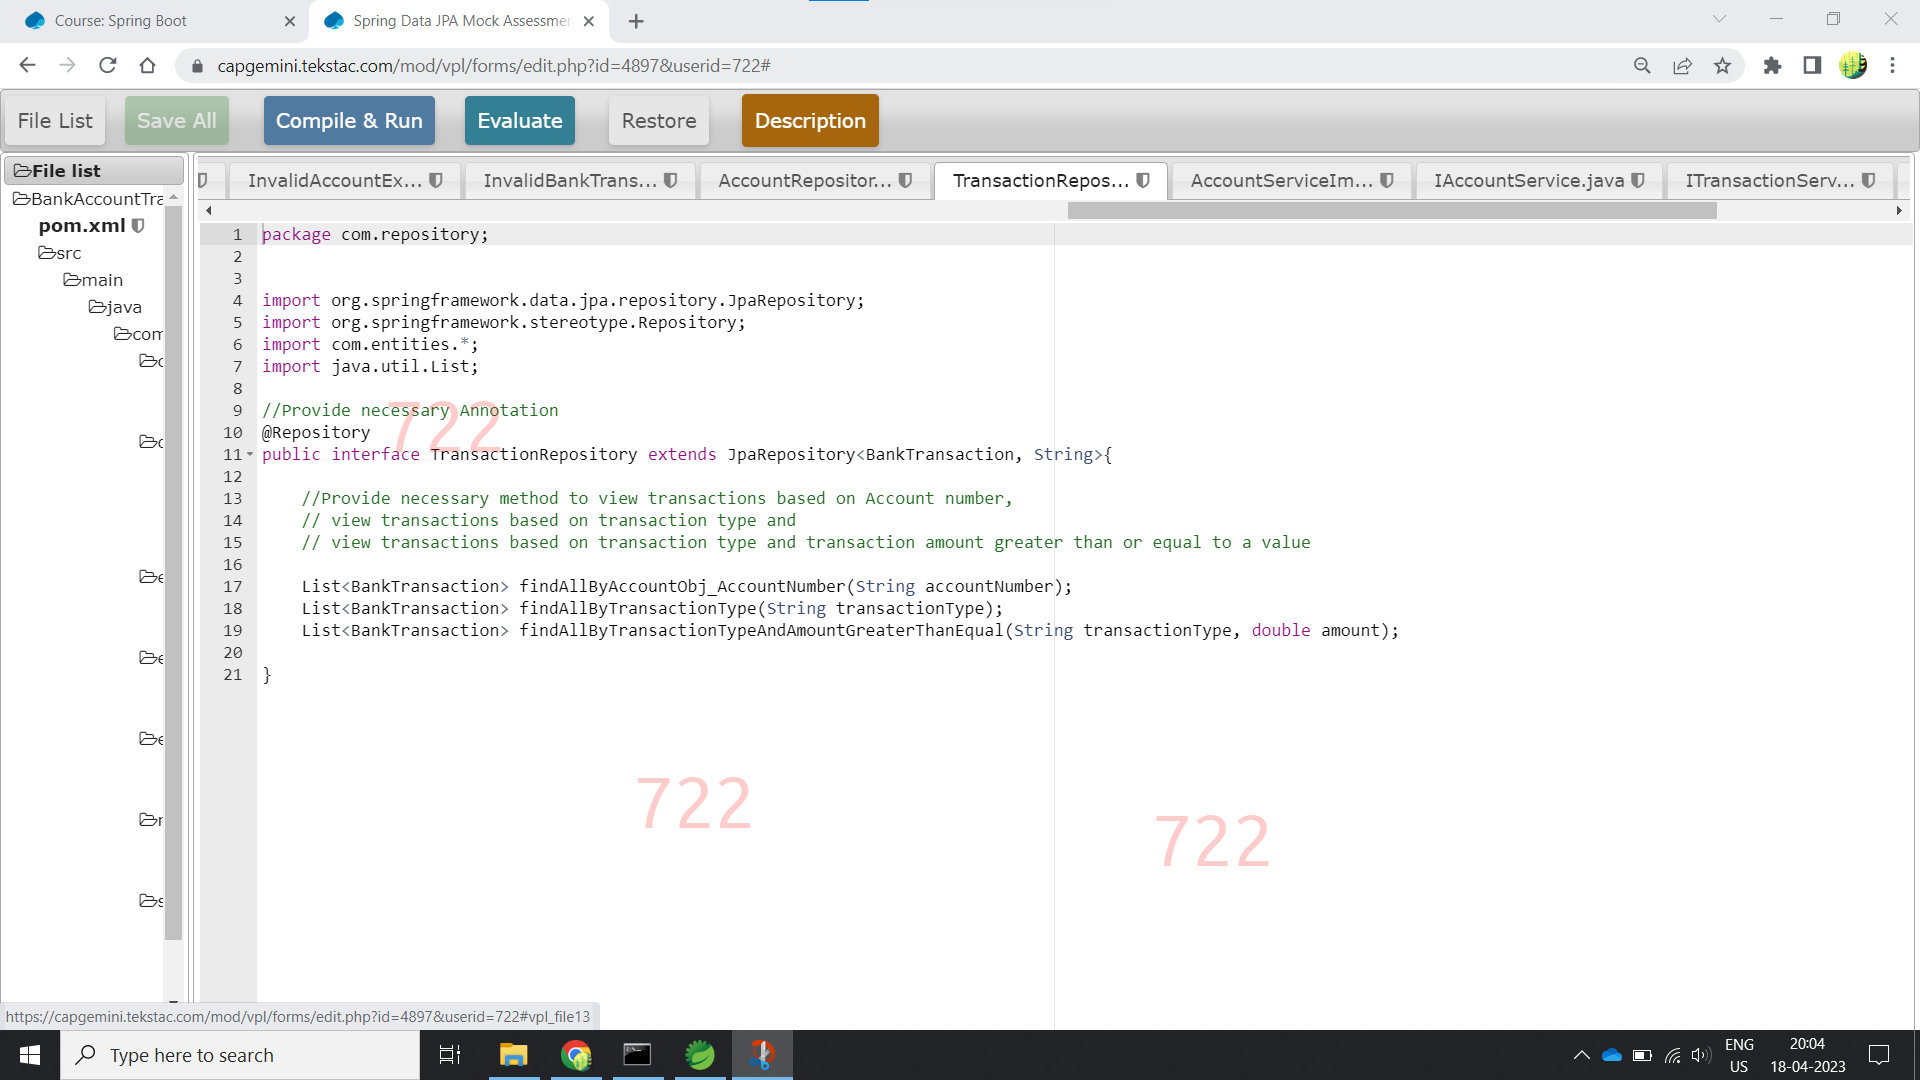 Course: Spring Boot
Spring Data JPA Mock Assessmen
capgemini.tekstac.com/mod/vpl/forms/edit.php?id=4897&userid=722#
File List
Save All
Compile & Run
Evaluate
Restore
Description
File list
InvalidAccountEx...
InvalidBankTrans...
AccountRepositor...
TransactionRepos...
AccountServiceIm...
IAccountService.java
ITransactionServ...
BankAccountTra
pom.xml
src
main
java
com
1 package com.repository;
2
3
4 import org.springframework.data.jpa.repository.JpaRepository;
5 import org.springframework.stereotype.Repository;
6 import com.entities.*;
7 import java.util.List;
8
9 //Provide necessary Annotation
10 @Repository
11 public interface TransactionRepository extends JpaRepository<BankTransaction, String>{
12
13 //Provide necessary method to view transactions based on Account number,
14 // view transactions based on transaction type and
15 // view transactions based on transaction type and transaction amount greater than or equal to a value
16
17 List<BankTransaction> findAllByAccountObj_AccountNumber(String accountNumber);
18 List<BankTransaction> findAllByTransactionType(String transactionType);
19 List<BankTransaction> findAllByTransactionTypeAndAmountGreaterThanEqual(String transactionType, double amount);
20
21 }
722
722
722
https://capgemini.tekstac.com/mod/vpl/forms/edit.php?id=4897&userid=722#vpl_file13
Type here to search
ENG
US
20:04
18-04-2023